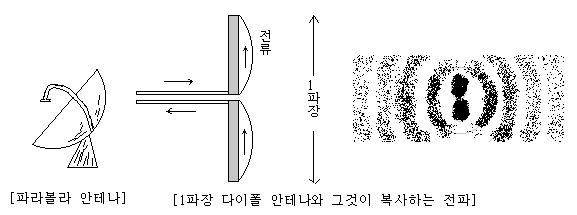 전류
1파장
[파라볼라 안테나]
[1파장 다이폴 안테나와 그것이 복사하는 전파]